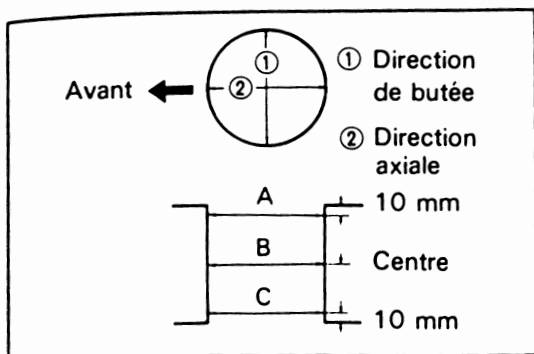 ① Direction
de butée
Avant
①
②
② Direction
axiale
A
10 mm
B
Centre
C
10 mm